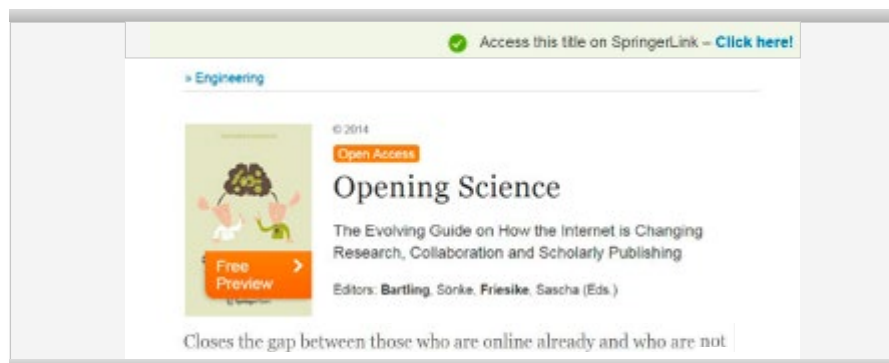 Access this title on SpringerLink – Click here!
» Engineering
© 2014
Open Access
Opening Science
The Evolving Guide on How the Internet is Changing
Research, Collaboration and Scholarly Publishing
Free
Preview
Editors: Bartling, Sönke, Friesike, Sascha (Eds.)
Closes the gap between those who are online already and who are not